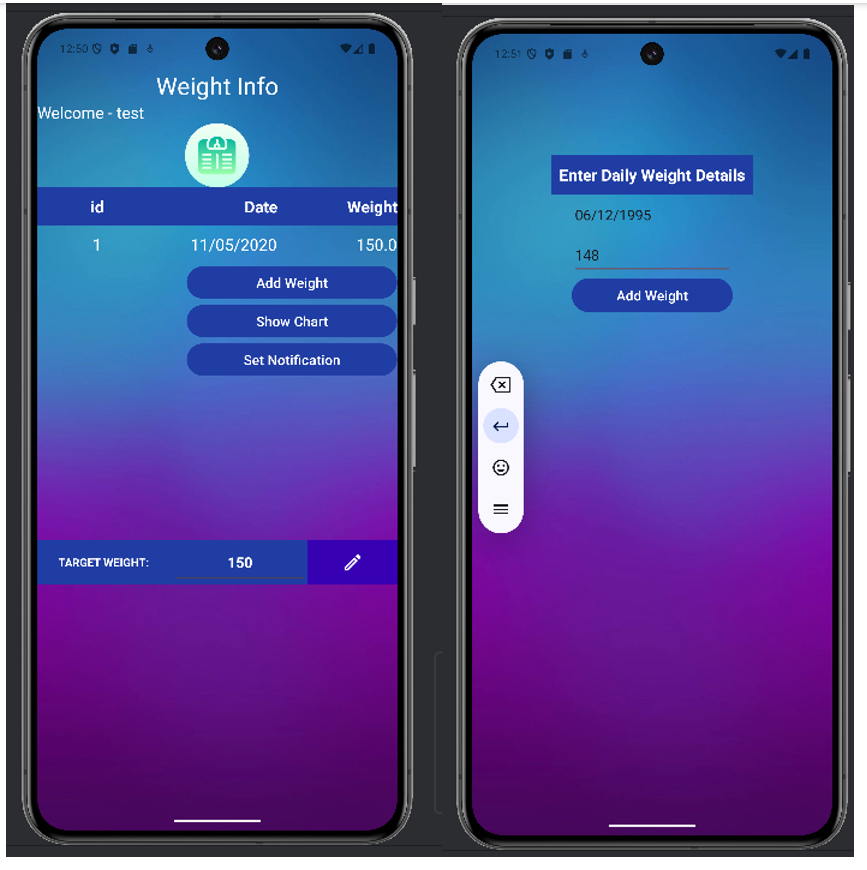 12:50
Weight Info
Welcome - test
id Date Weight
1 11/05/2020 150.0
Add Weight
Show Chart
Set Notification
TARGET WEIGHT: 150
12:51
Enter Daily Weight Details
06/12/1995
148
Add Weight